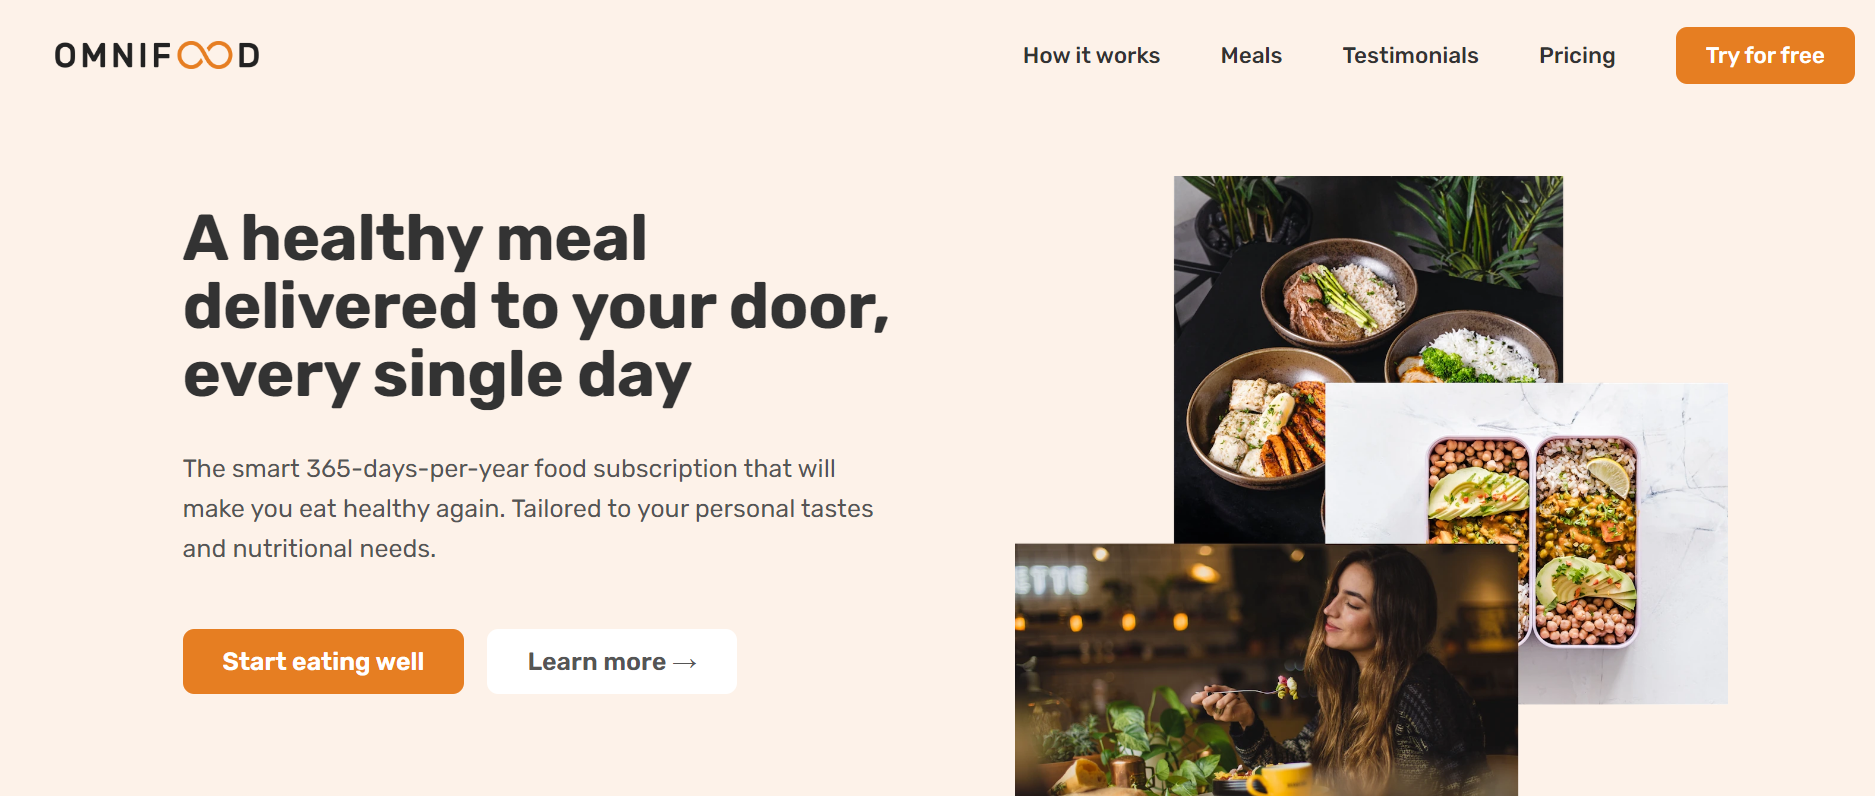 OMNIFOOD
How it works
Meals
Testimonials
Pricing
Try for free
A healthy meal
delivered to your door,
every single day
The smart 365-days-per-year food subscription that will
make you eat healthy again. Tailored to your personal tastes
and nutritional needs.
Start eating well
Learn more →
ETTE